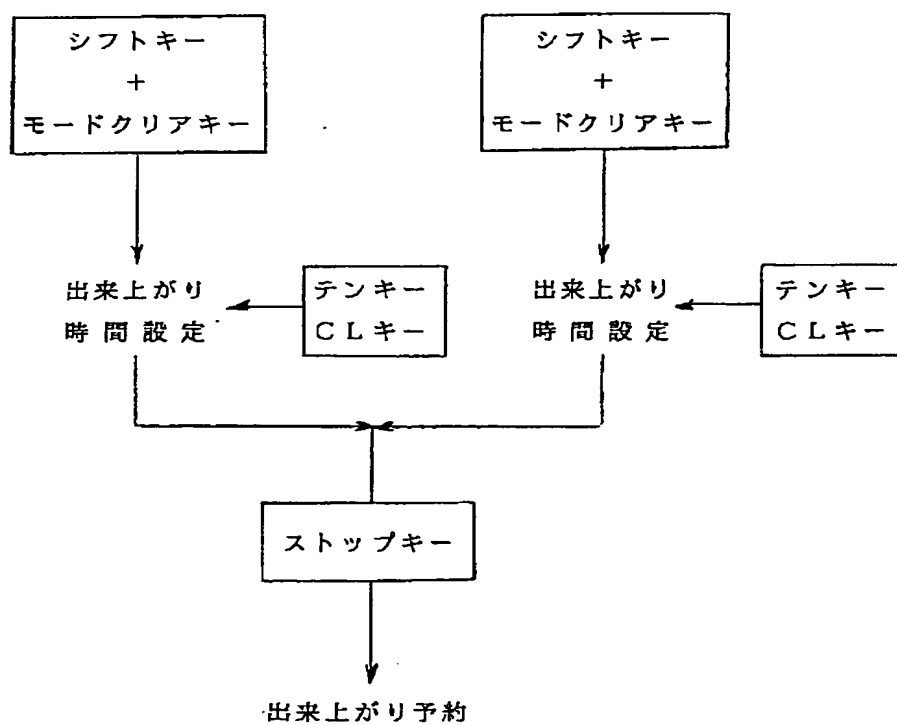 シフトキー
+
モードクリアキー
シフトキー
+
モードクリアキー
出来上がり
時間設定
テンキー
CLキー
出来上がり
時間設定
テンキー
CLキー
ストップキー
出来上がり予約